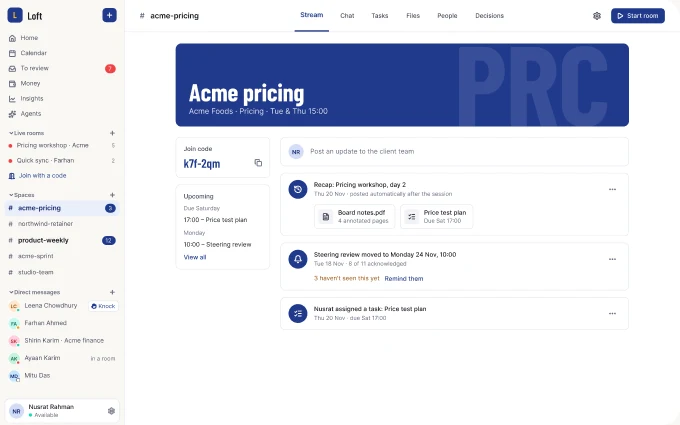 L Loft
Home
Calendar
To review
Money
Insights
Agents
Live rooms
Pricing workshop · Acme 5
Quick sync · Farhan 2
Join with a code
Spaces
# acme-pricing 3
# northwind-retainer
# product-weekly 12
# acme-sprint
# studio-team
Direct messages
LC Leena Chowdhury Knock
FA Farhan Ahmed
SK Shirin Karim · Acme finance
AK Ayaan Karim in a room
MD Mitu Das
NR Nusrat Rahman
Available
# acme-pricing
Stream Chat Tasks Files People Decisions
Start room
PRC
Acme pricing
Acme Foods · Pricing · Tue & Thu 15:00
Join code
k7f-2qm
Upcoming
Due Saturday
17:00 – Price test plan
Monday
10:00 – Steering review
View all
NR Post an update to the client team
Recap: Pricing workshop, day 2
Thu 20 Nov · posted automatically after the session
Board notes.pdf
4 annotated pages
Price test plan
Due Sat 17:00
Steering review moved to Monday 24 Nov, 10:00
Tue 18 Nov · 8 of 11 acknowledged
3 haven't seen this yet Remind them
Nusrat assigned a task: Price test plan
Thu 20 Nov · due Sat 17:00